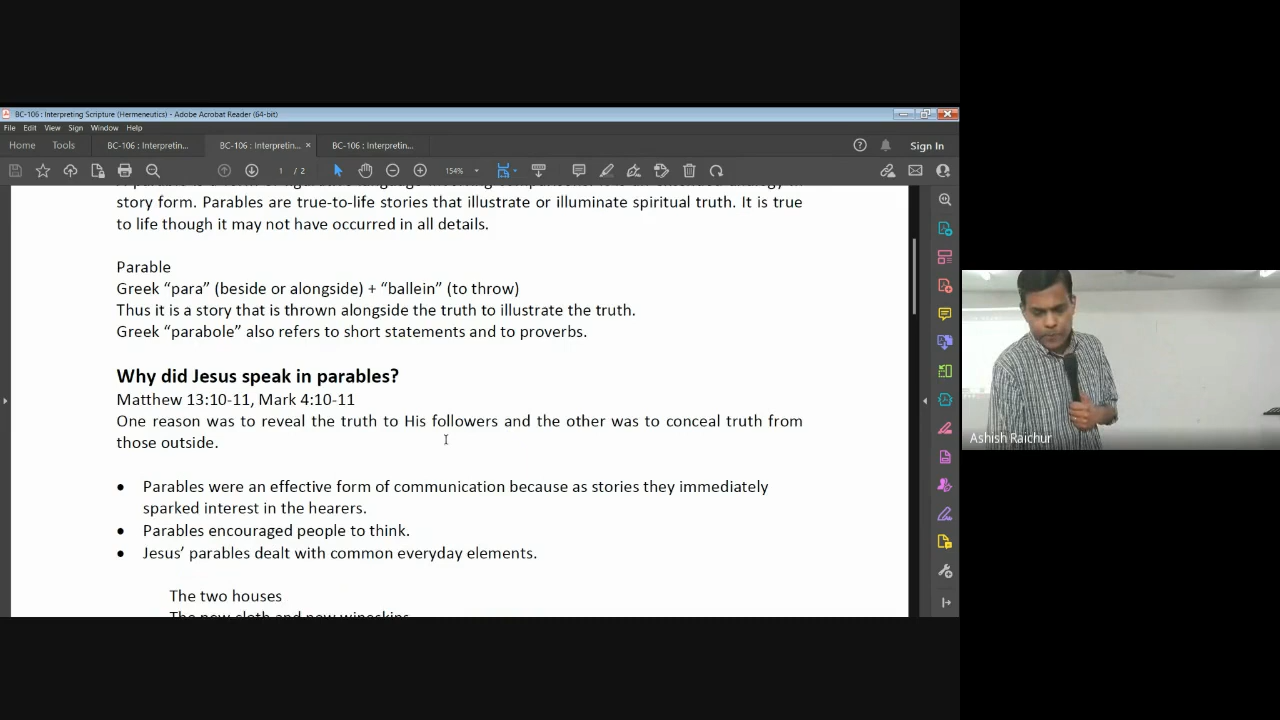 BC-106 : Interpreting Scripture (Hermeneutics) - Adobe Acrobat Reader (64-bit)
File Edit View Sign Window Help
Home Tools BC-106 : Interpretin... BC-106 : Interpretin... × BC-106 : Interpretin... Sign In
1 / 2 154%
story form. Parables are true-to-life stories that illustrate or illuminate spiritual truth. It is true
to life though it may not have occurred in all details.
Parable
Greek “para” (beside or alongside) + “ballein” (to throw)
Thus it is a story that is thrown alongside the truth to illustrate the truth.
Greek “parabole” also refers to short statements and to proverbs.
Why did Jesus speak in parables?
Matthew 13:10-11, Mark 4:10-11
One reason was to reveal the truth to His followers and the other was to conceal truth from
those outside.
• Parables were an effective form of communication because as stories they immediately
sparked interest in the hearers.
• Parables encouraged people to think.
• Jesus’ parables dealt with common everyday elements.
The two houses
The new cloth and new wineskins
Ashish Raichur